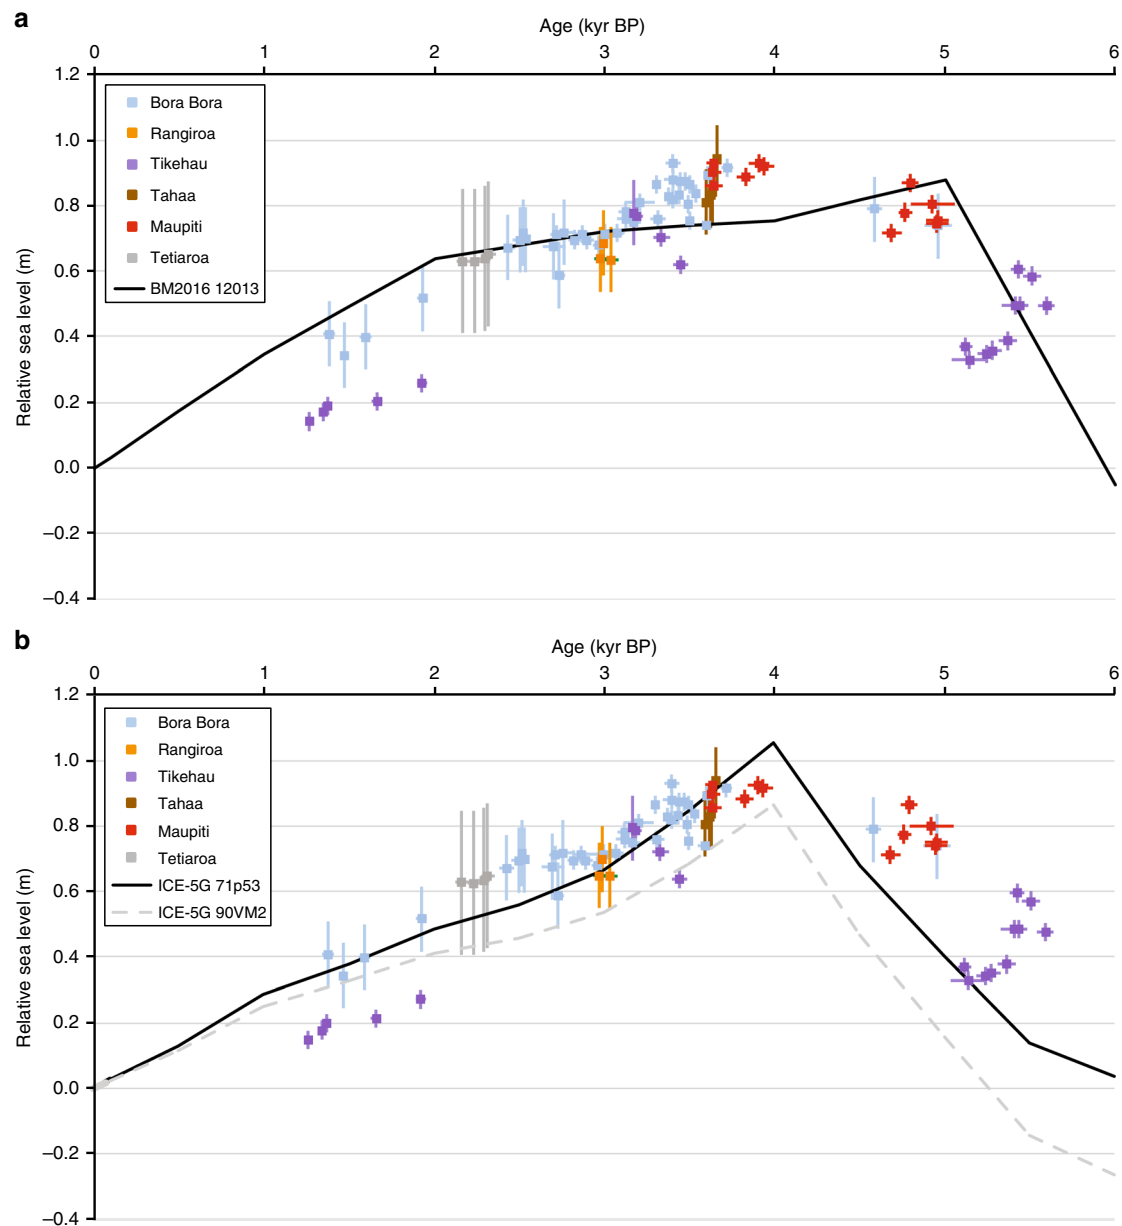 a
Age (kyr BP)
0 1 2 3 4 5 6
1.2
1.0
0.8
0.6
0.4
0.2
0.0
–0.2
–0.4
Relative sea level (m)
Bora Bora
Rangiroa
Tikehau
Tahaa
Maupiti
Tetiaroa
BM2016 12013
b
Age (kyr BP)
0 1 2 3 4 5 6
1.2
1.0
0.8
0.6
0.4
0.2
0.0
–0.2
–0.4
Relative sea level (m)
Bora Bora
Rangiroa
Tikehau
Tahaa
Maupiti
Tetiaroa
ICE-5G 71p53
ICE-5G 90VM2